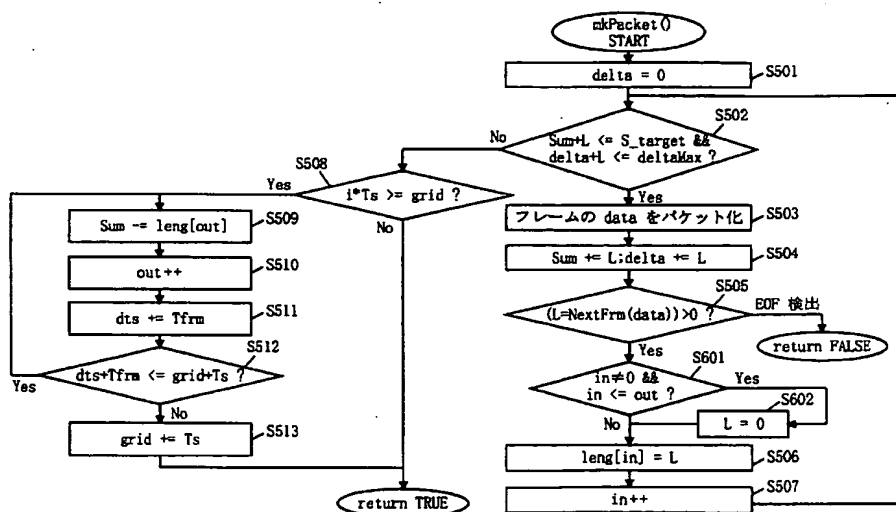 mkPacket()
START
delta = 0
S501
S502
Sum+L <= S_target &&
delta+L <= deltaMax ?
No
Yes
フレームの data をパケット化
S503
Sum += L;delta += L
S504
S505
(L=NextFrm(data))>0 ?
EOF 検出
return FALSE
Yes
S601
in≠0 &&
in <= out ?
Yes
S602
L = 0
No
leng[in] = L
S506
in++
S507
S508
i*Ts >= grid ?
Yes
No
Sum -= leng[out]
S509
out++
S510
dts += Tfrm
S511
S512
dts+Tfrm <= grid+Ts ?
Yes
No
grid += Ts
S513
return TRUE